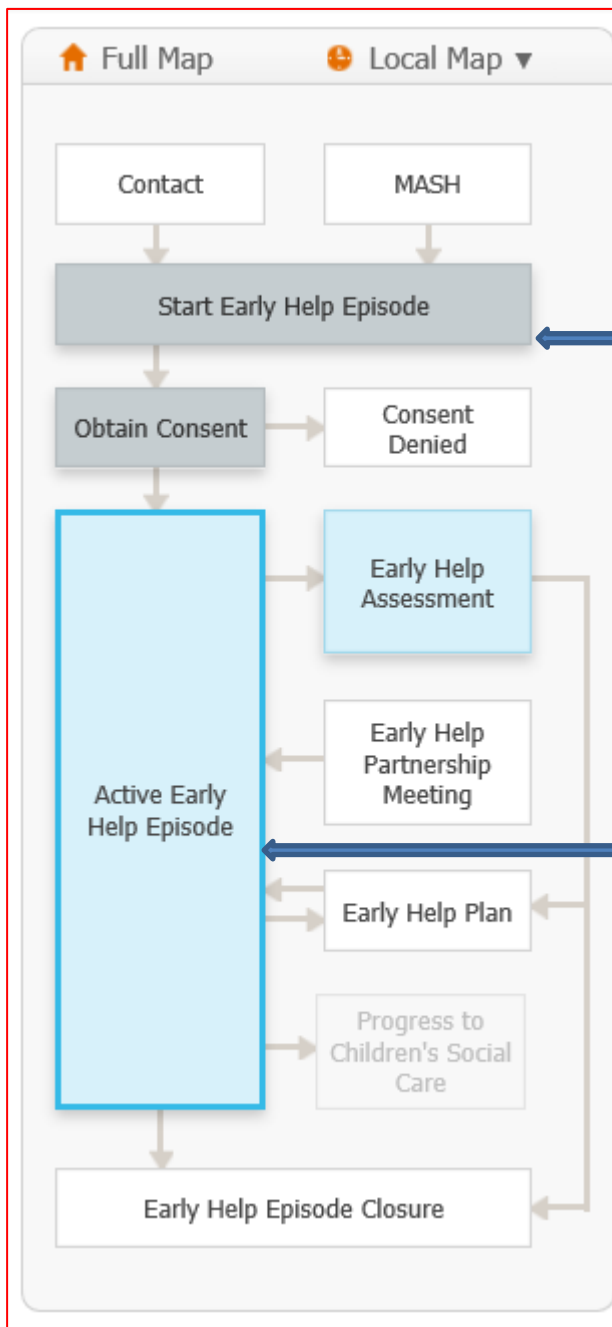 Full Map
Local Map ▼
Contact
MASH
Start Early Help Episode
Obtain Consent
Consent
Denied
Early Help
Assessment
Early Help
Partnership
Meeting
Active Early
Help Episode
Early Help Plan
Progress to
Children's Social
Care
Early Help Episode Closure